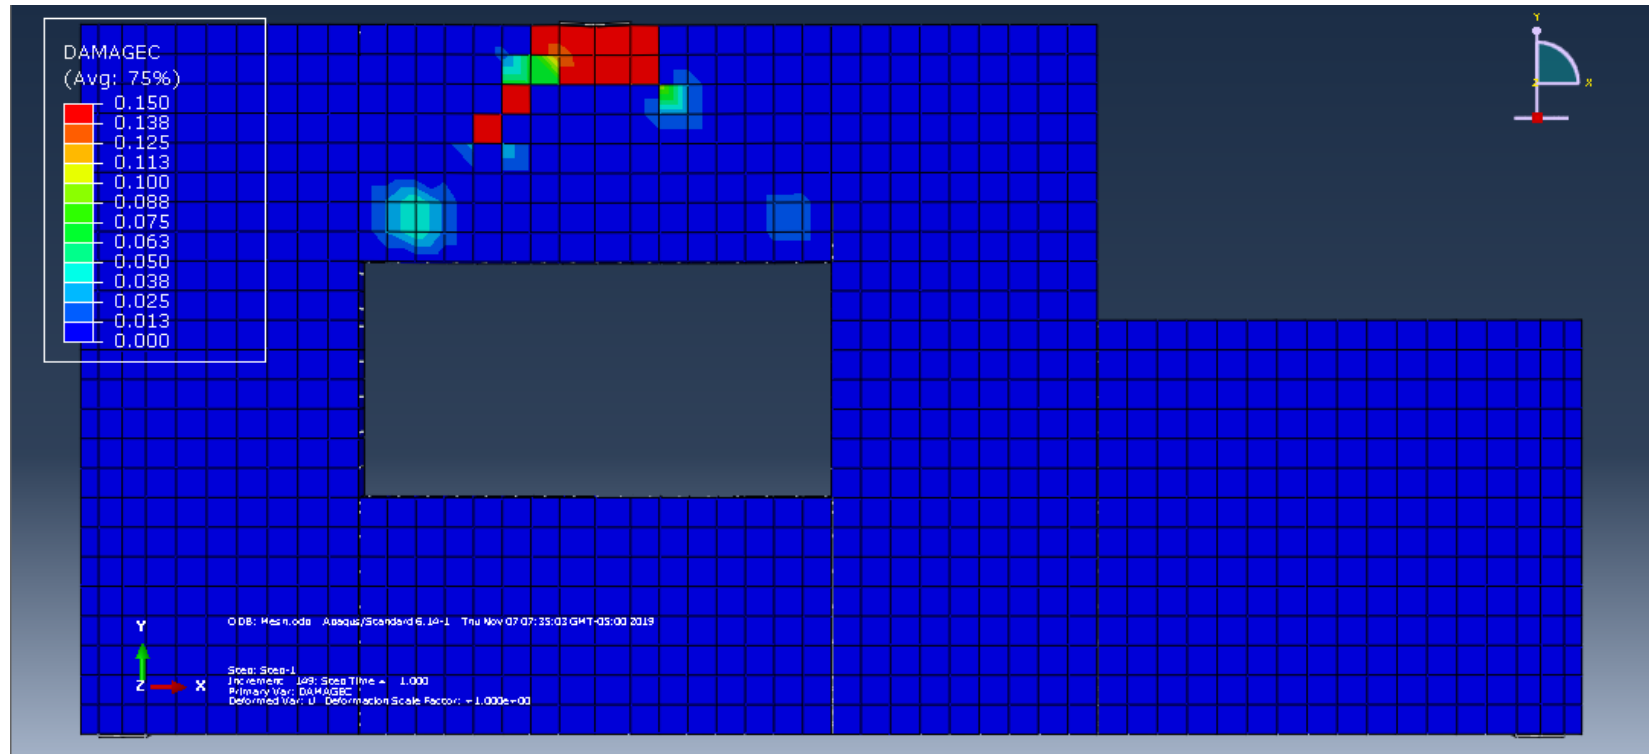 DAMAGEC
(Avg: 75%)
0.150
0.138
0.125
0.113
0.100
0.088
0.075
0.063
0.050
0.038
0.025
0.013
0.000
Y
Z X
Y
Z X
ODB: Mesh.odb Abaqus/Standard 6.14-1 Thu Nov 07 07:35:03 GMT-05:00 2019
Step: Step-1
Increment 149: Step Time = 1.000
Primary Var: DAMAGEC
Deformed Var: U Deformation Scale Factor: +1.000e+00